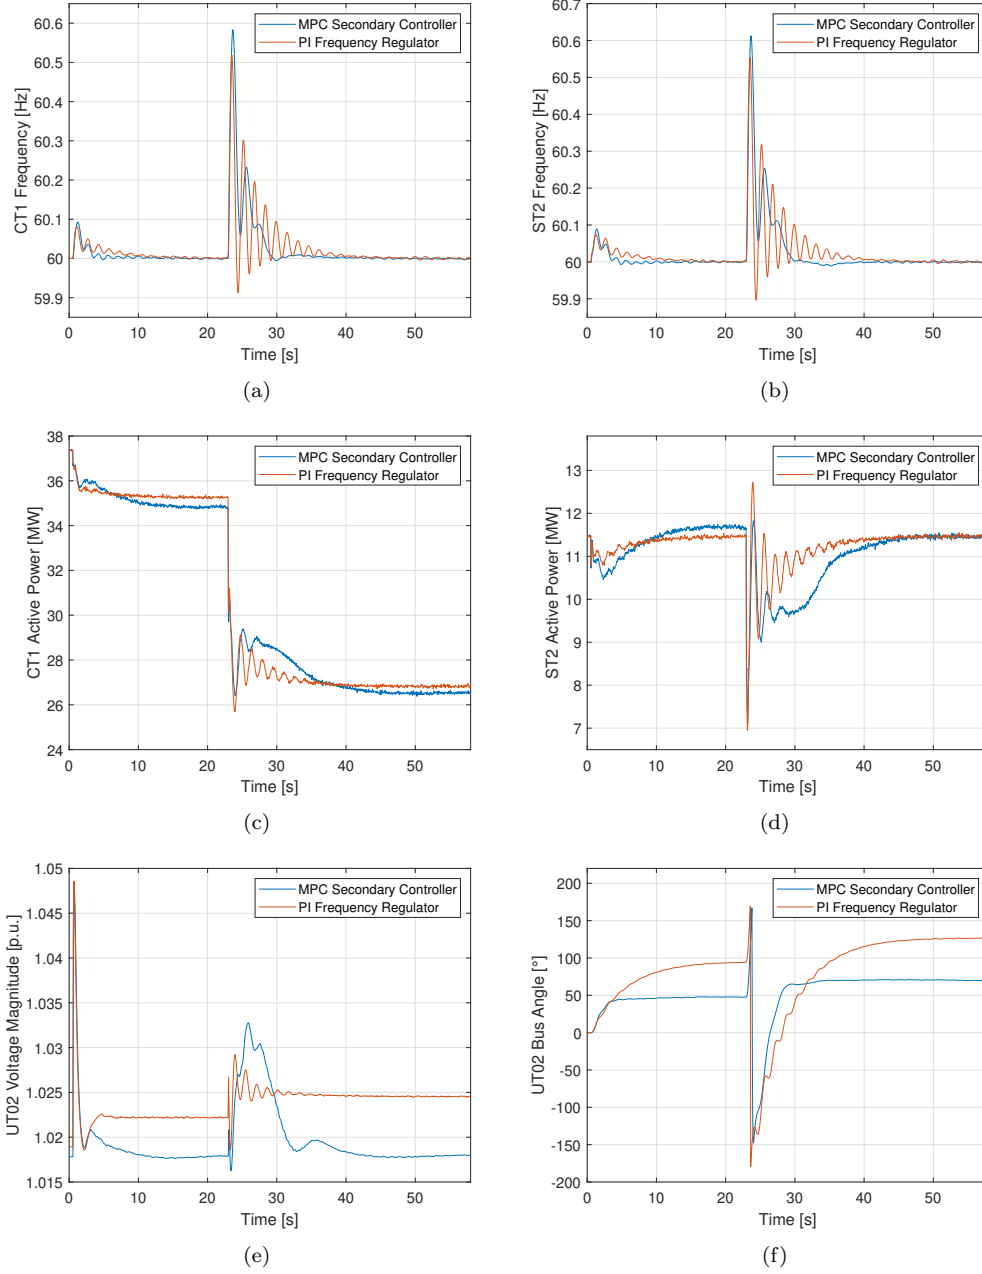 60.6
60.5
60.4
60.3
60.2
60.1
60
59.9
CT1 Frequency [Hz]
MPC Secondary Controller
PI Frequency Regulator
0 10 20 30 40 50
Time [s]
(a)
60.7
60.6
60.5
60.4
60.3
60.2
60.1
60
59.9
ST2 Frequency [Hz]
MPC Secondary Controller
PI Frequency Regulator
0 10 20 30 40 50
Time [s]
(b)
38
36
34
32
30
28
26
24
CT1 Active Power [MW]
MPC Secondary Controller
PI Frequency Regulator
0 10 20 30 40 50
Time [s]
(c)
13
12
11
10
9
8
7
ST2 Active Power [MW]
MPC Secondary Controller
PI Frequency Regulator
0 10 20 30 40 50
Time [s]
(d)
1.05
1.045
1.04
1.035
1.03
1.025
1.02
1.015
UT02 Voltage Magnitude [p.u.]
MPC Secondary Controller
PI Frequency Regulator
0 10 20 30 40 50
Time [s]
(e)
200
150
100
50
0
-50
-100
-150
-200
UT02 Bus Angle [°]
MPC Secondary Controller
PI Frequency Regulator
0 10 20 30 40 50
Time [s]
(f)